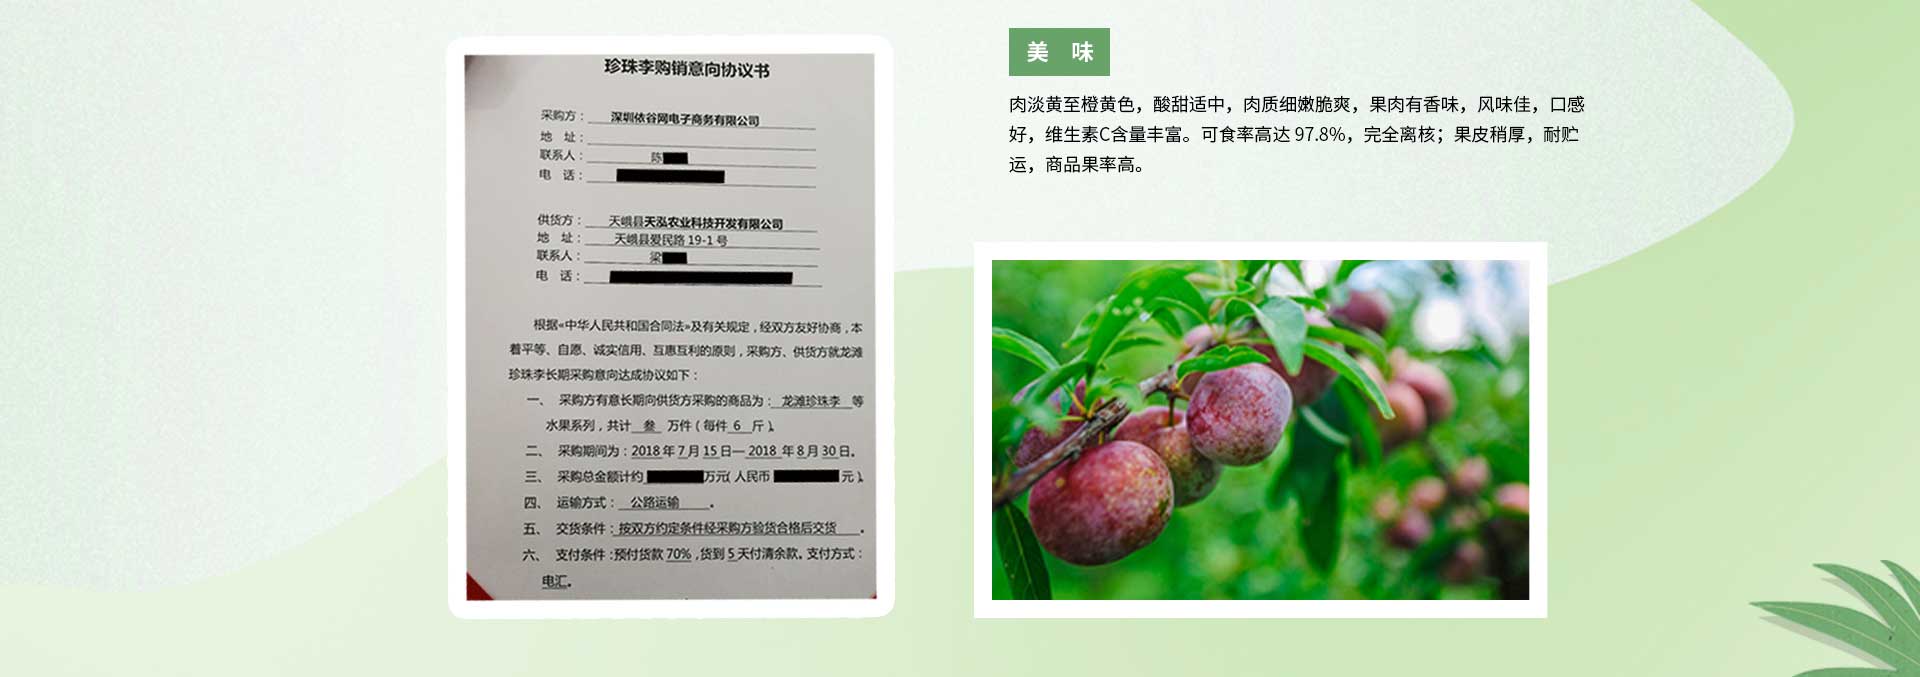 珍珠李购销意向协议书
采购方：深圳依谷网电子商务有限公司
地 址：
联系人：陈
电 话：
供货方：天峨县天泓农业科技开发有限公司
地 址：天峨县爱民路 19-1 号
联系人：梁
电 话：
根据«中华人民共和国合同法»及有关规定，经双方友好协商，本
着平等、自愿、诚实信用、互惠互利的原则，采购方、供货方就龙滩
珍珠李长期采购意向达成协议如下：
一、 采购方有意长期向供货方采购的商品为：龙滩珍珠李 等
水果系列，共计 叁 万件（每件 6 斤）。
二、 采购期间为：2018 年 7 月 15 日—2018 年 8 月 30 日。
三、 采购总金额计约 万元（人民币 元）。
四、 运输方式： 公路运输 。
五、 交货条件：按双方约定条件经采购方验货合格后交货 。
六、 支付条件：预付货款 70%，货到 5 天付清余款。支付方式：
电汇。
美 味
肉淡黄至橙黄色，酸甜适中，肉质细嫩脆爽，果肉有香味，风味佳，口感
好，维生素C含量丰富。可食率高达 97.8%，完全离核；果皮稍厚，耐贮
运，商品果率高。